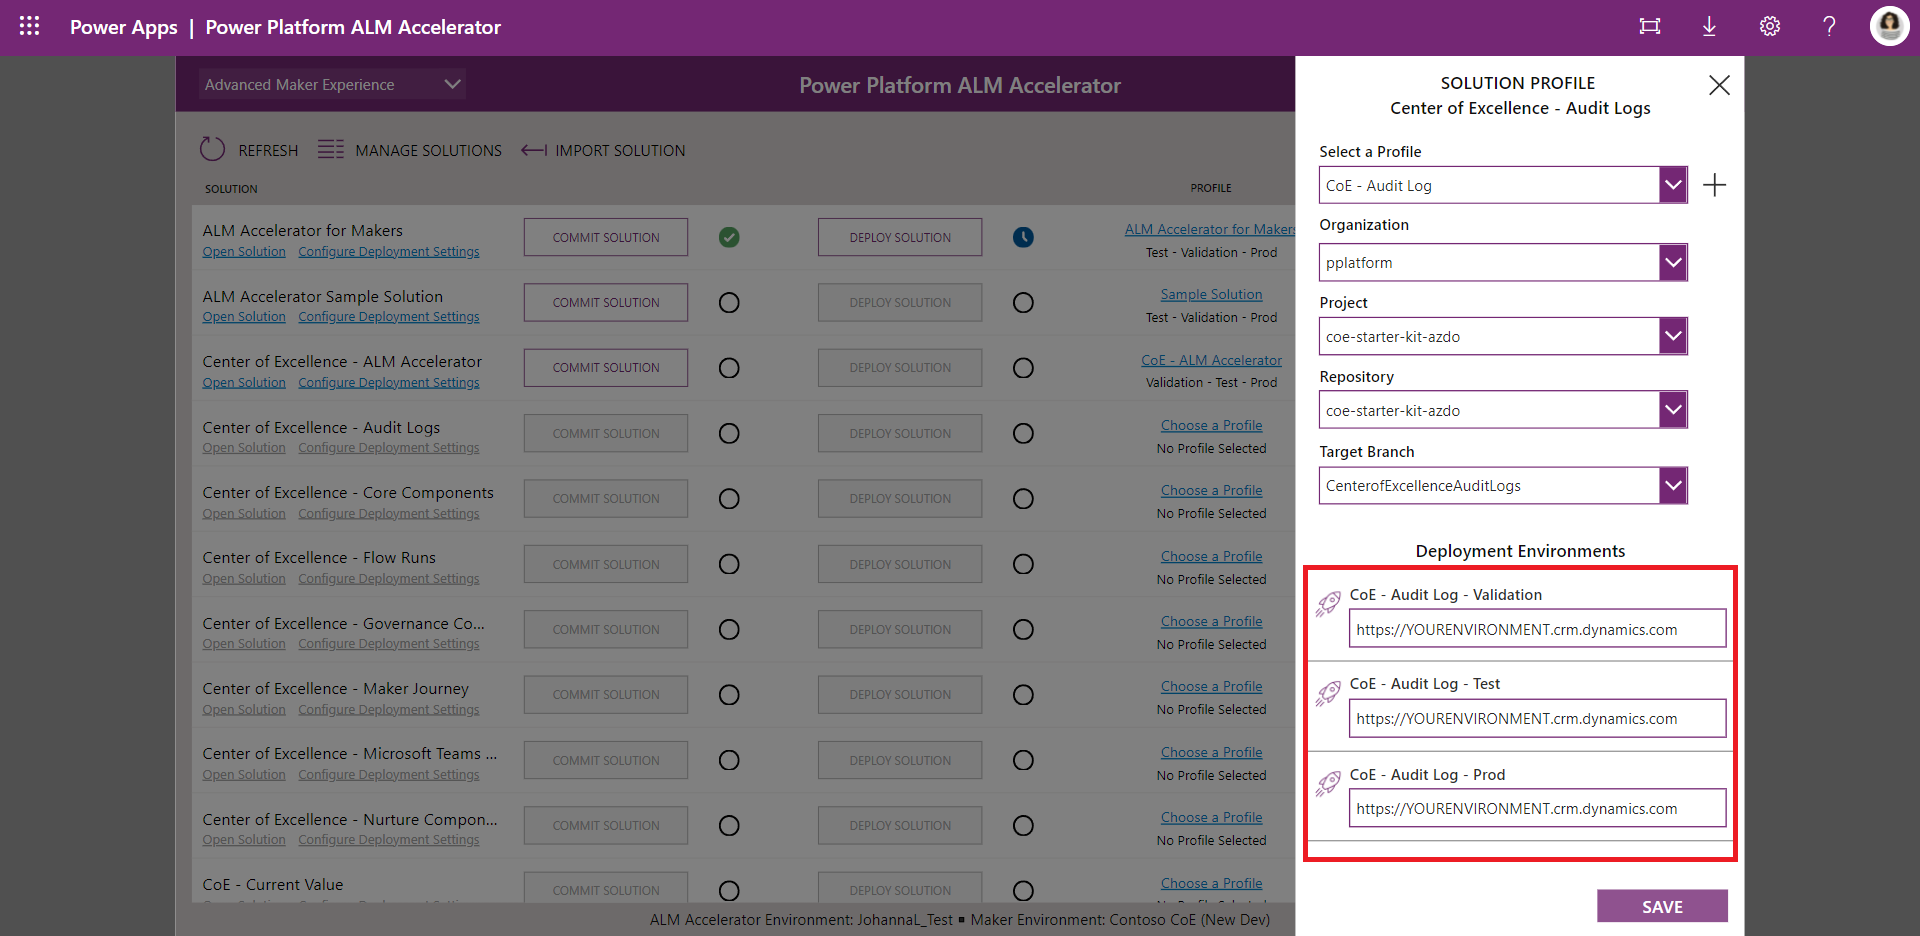 Power Apps | Power Platform ALM Accelerator
Advanced Maker Experience
Power Platform ALM Accelerator
REFRESH MANAGE SOLUTIONS IMPORT SOLUTION
SOLUTION PROFILE
ALM Accelerator for Makers
Open Solution Configure Deployment Settings
COMMIT SOLUTION
DEPLOY SOLUTION
ALM Accelerator for Makers
Test - Validation - Prod
ALM Accelerator Sample Solution
Open Solution Configure Deployment Settings
COMMIT SOLUTION
DEPLOY SOLUTION
Sample Solution
Test - Validation - Prod
Center of Excellence - ALM Accelerator
Open Solution Configure Deployment Settings
COMMIT SOLUTION
DEPLOY SOLUTION
CoE - ALM Accelerator
Validation - Test - Prod
Center of Excellence - Audit Logs
Open Solution Configure Deployment Settings
COMMIT SOLUTION
DEPLOY SOLUTION
Choose a Profile
No Profile Selected
Center of Excellence - Core Components
Open Solution Configure Deployment Settings
COMMIT SOLUTION
DEPLOY SOLUTION
Choose a Profile
No Profile Selected
Center of Excellence - Flow Runs
Open Solution Configure Deployment Settings
COMMIT SOLUTION
DEPLOY SOLUTION
Choose a Profile
No Profile Selected
Center of Excellence - Governance Co...
Open Solution Configure Deployment Settings
COMMIT SOLUTION
DEPLOY SOLUTION
Choose a Profile
No Profile Selected
Center of Excellence - Maker Journey
Open Solution Configure Deployment Settings
COMMIT SOLUTION
DEPLOY SOLUTION
Choose a Profile
No Profile Selected
Center of Excellence - Microsoft Teams ...
Open Solution Configure Deployment Settings
COMMIT SOLUTION
DEPLOY SOLUTION
Choose a Profile
No Profile Selected
Center of Excellence - Nurture Compon...
Open Solution Configure Deployment Settings
COMMIT SOLUTION
DEPLOY SOLUTION
Choose a Profile
No Profile Selected
CoE - Current Value
COMMIT SOLUTION
DEPLOY SOLUTION
Choose a Profile
ALM Accelerator Environment: JohannaL_Test ▪ Maker Environment: Contoso CoE (New Dev)
SOLUTION PROFILE
Center of Excellence - Audit Logs
Select a Profile
CoE - Audit Log
Organization
pplatform
Project
coe-starter-kit-azdo
Repository
coe-starter-kit-azdo
Target Branch
CenterofExcellenceAuditLogs
Deployment Environments
CoE - Audit Log - Validation
https://YOURENVIRONMENT.crm.dynamics.com
CoE - Audit Log - Test
https://YOURENVIRONMENT.crm.dynamics.com
CoE - Audit Log - Prod
https://YOURENVIRONMENT.crm.dynamics.com
SAVE